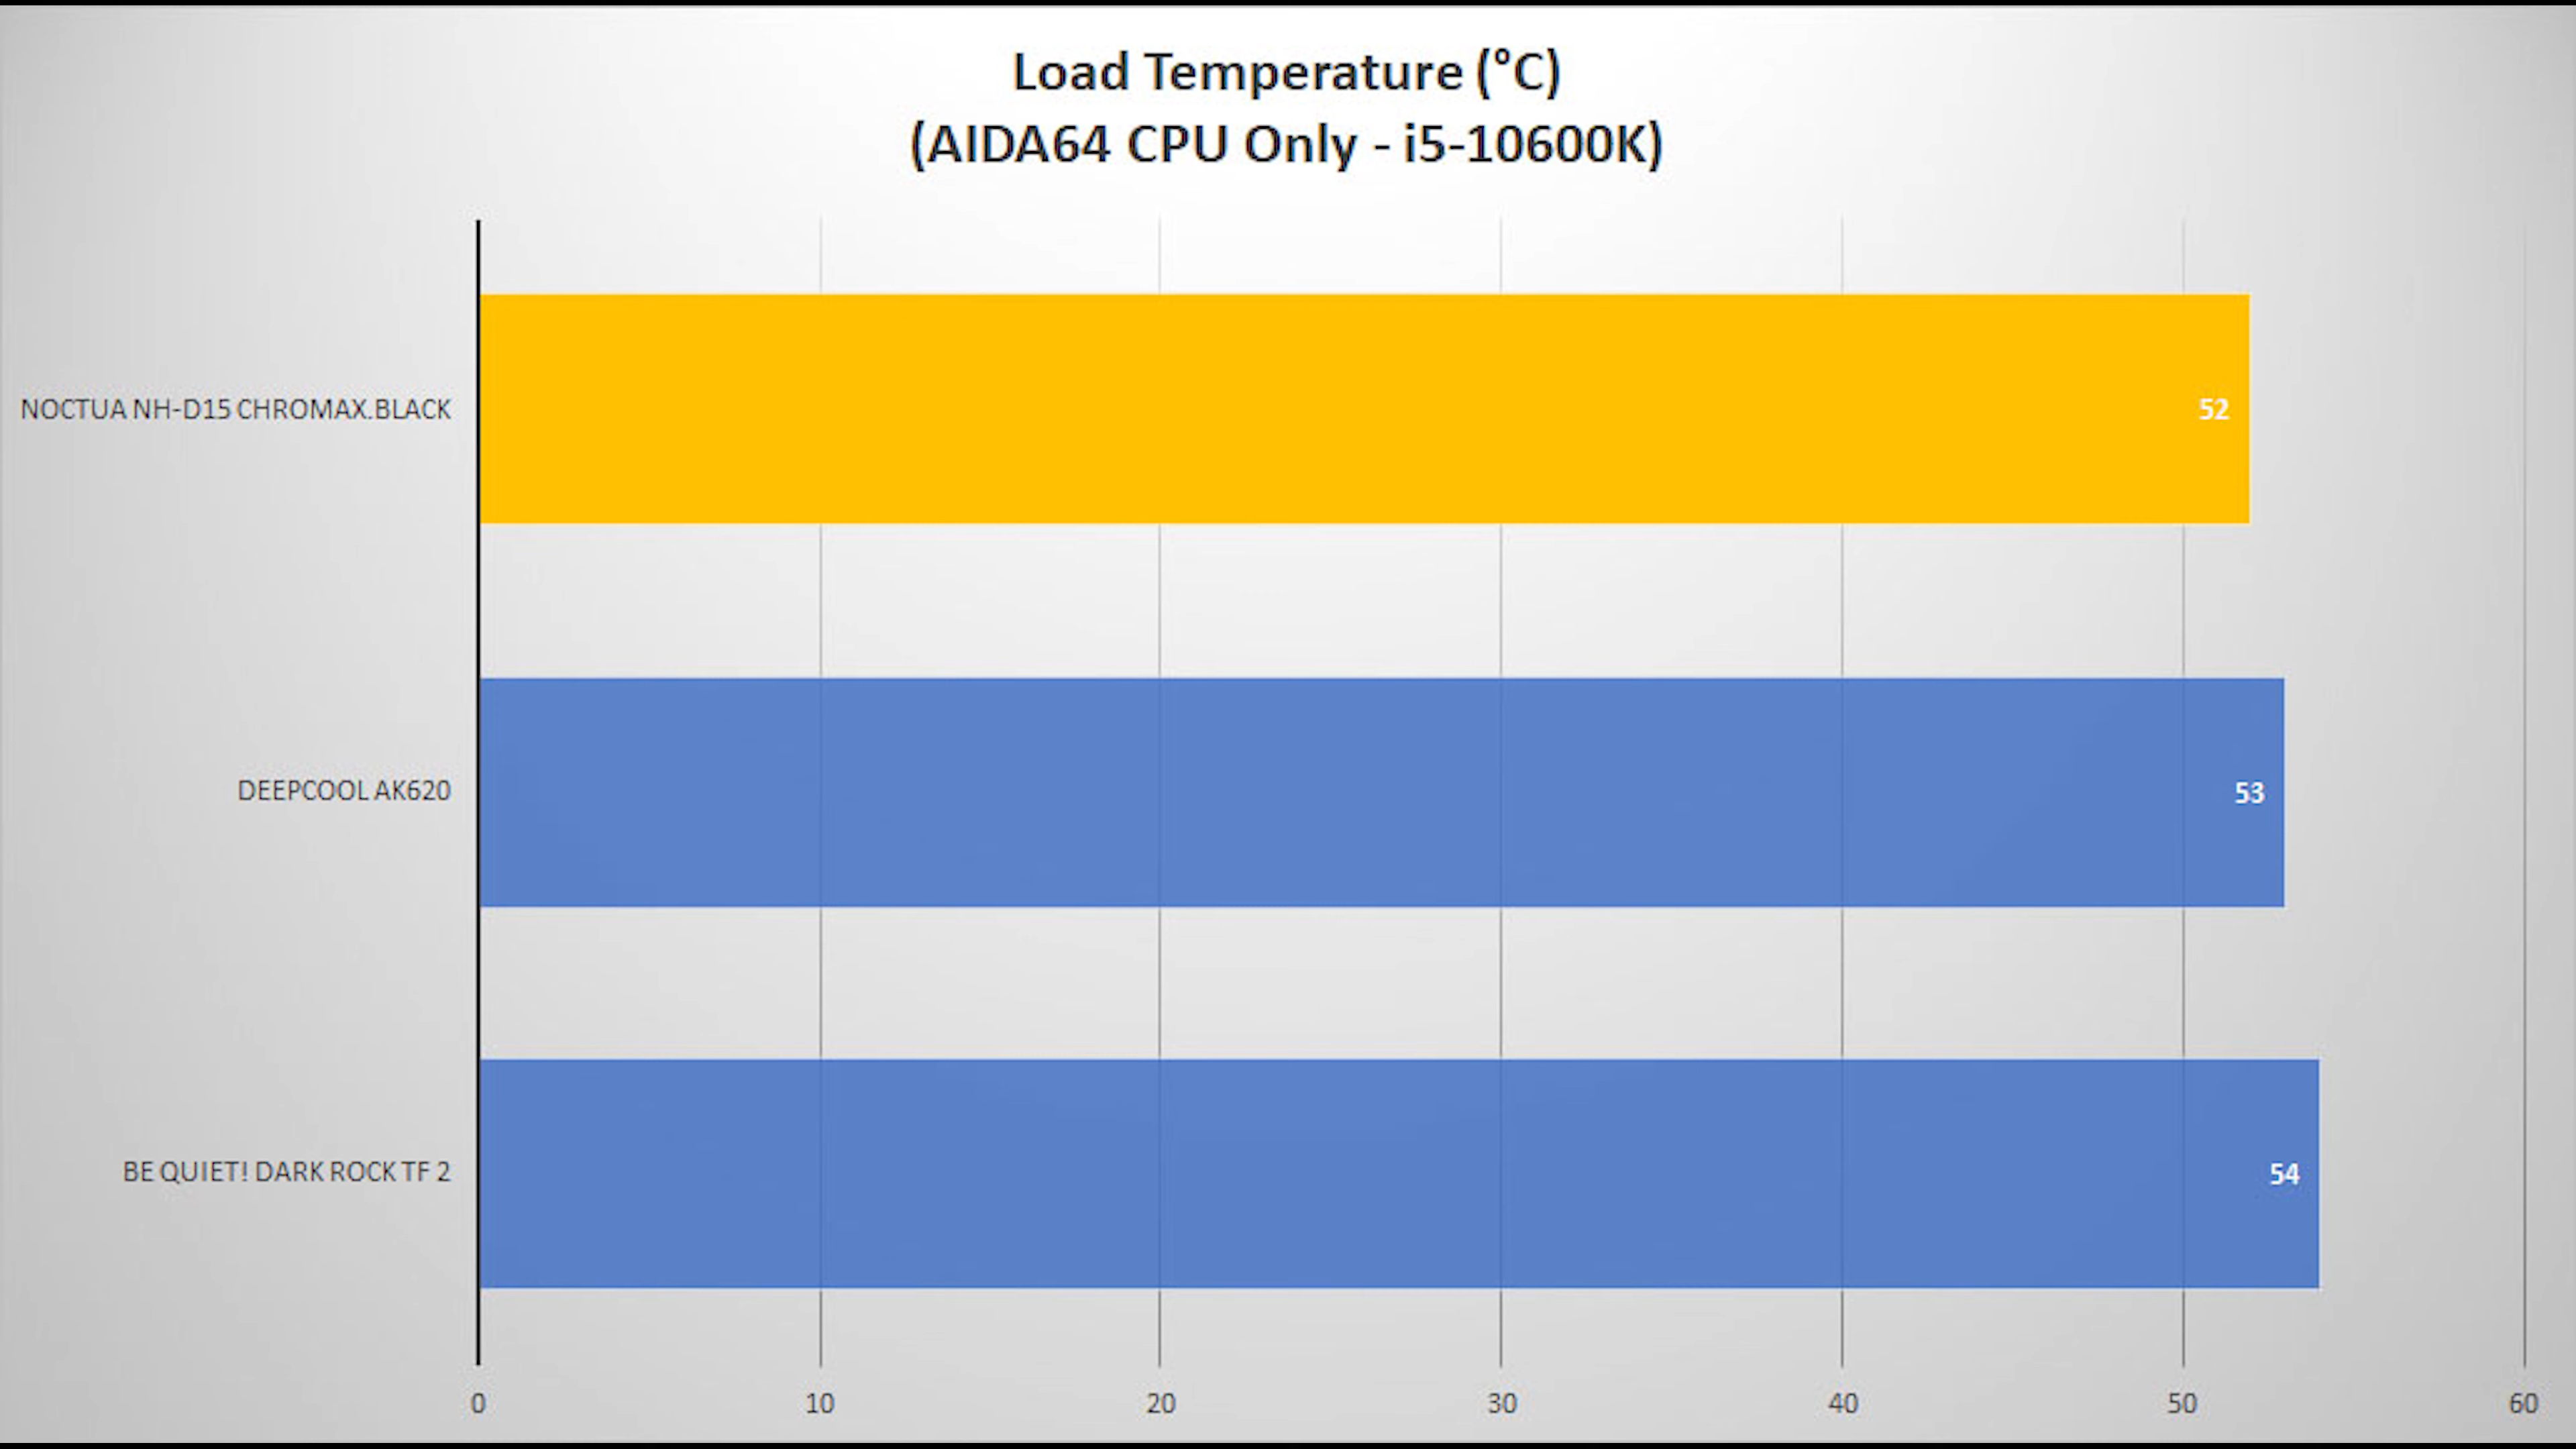 Load Temperature (°C)
(AIDA64 CPU Only - i5-10600K)
NOCTUA NH-D15 CHROMAX.BLACK
52
DEEPCOOL AK620
53
BE QUIET! DARK ROCK TF 2
54
0 10 20 30 40 50 60